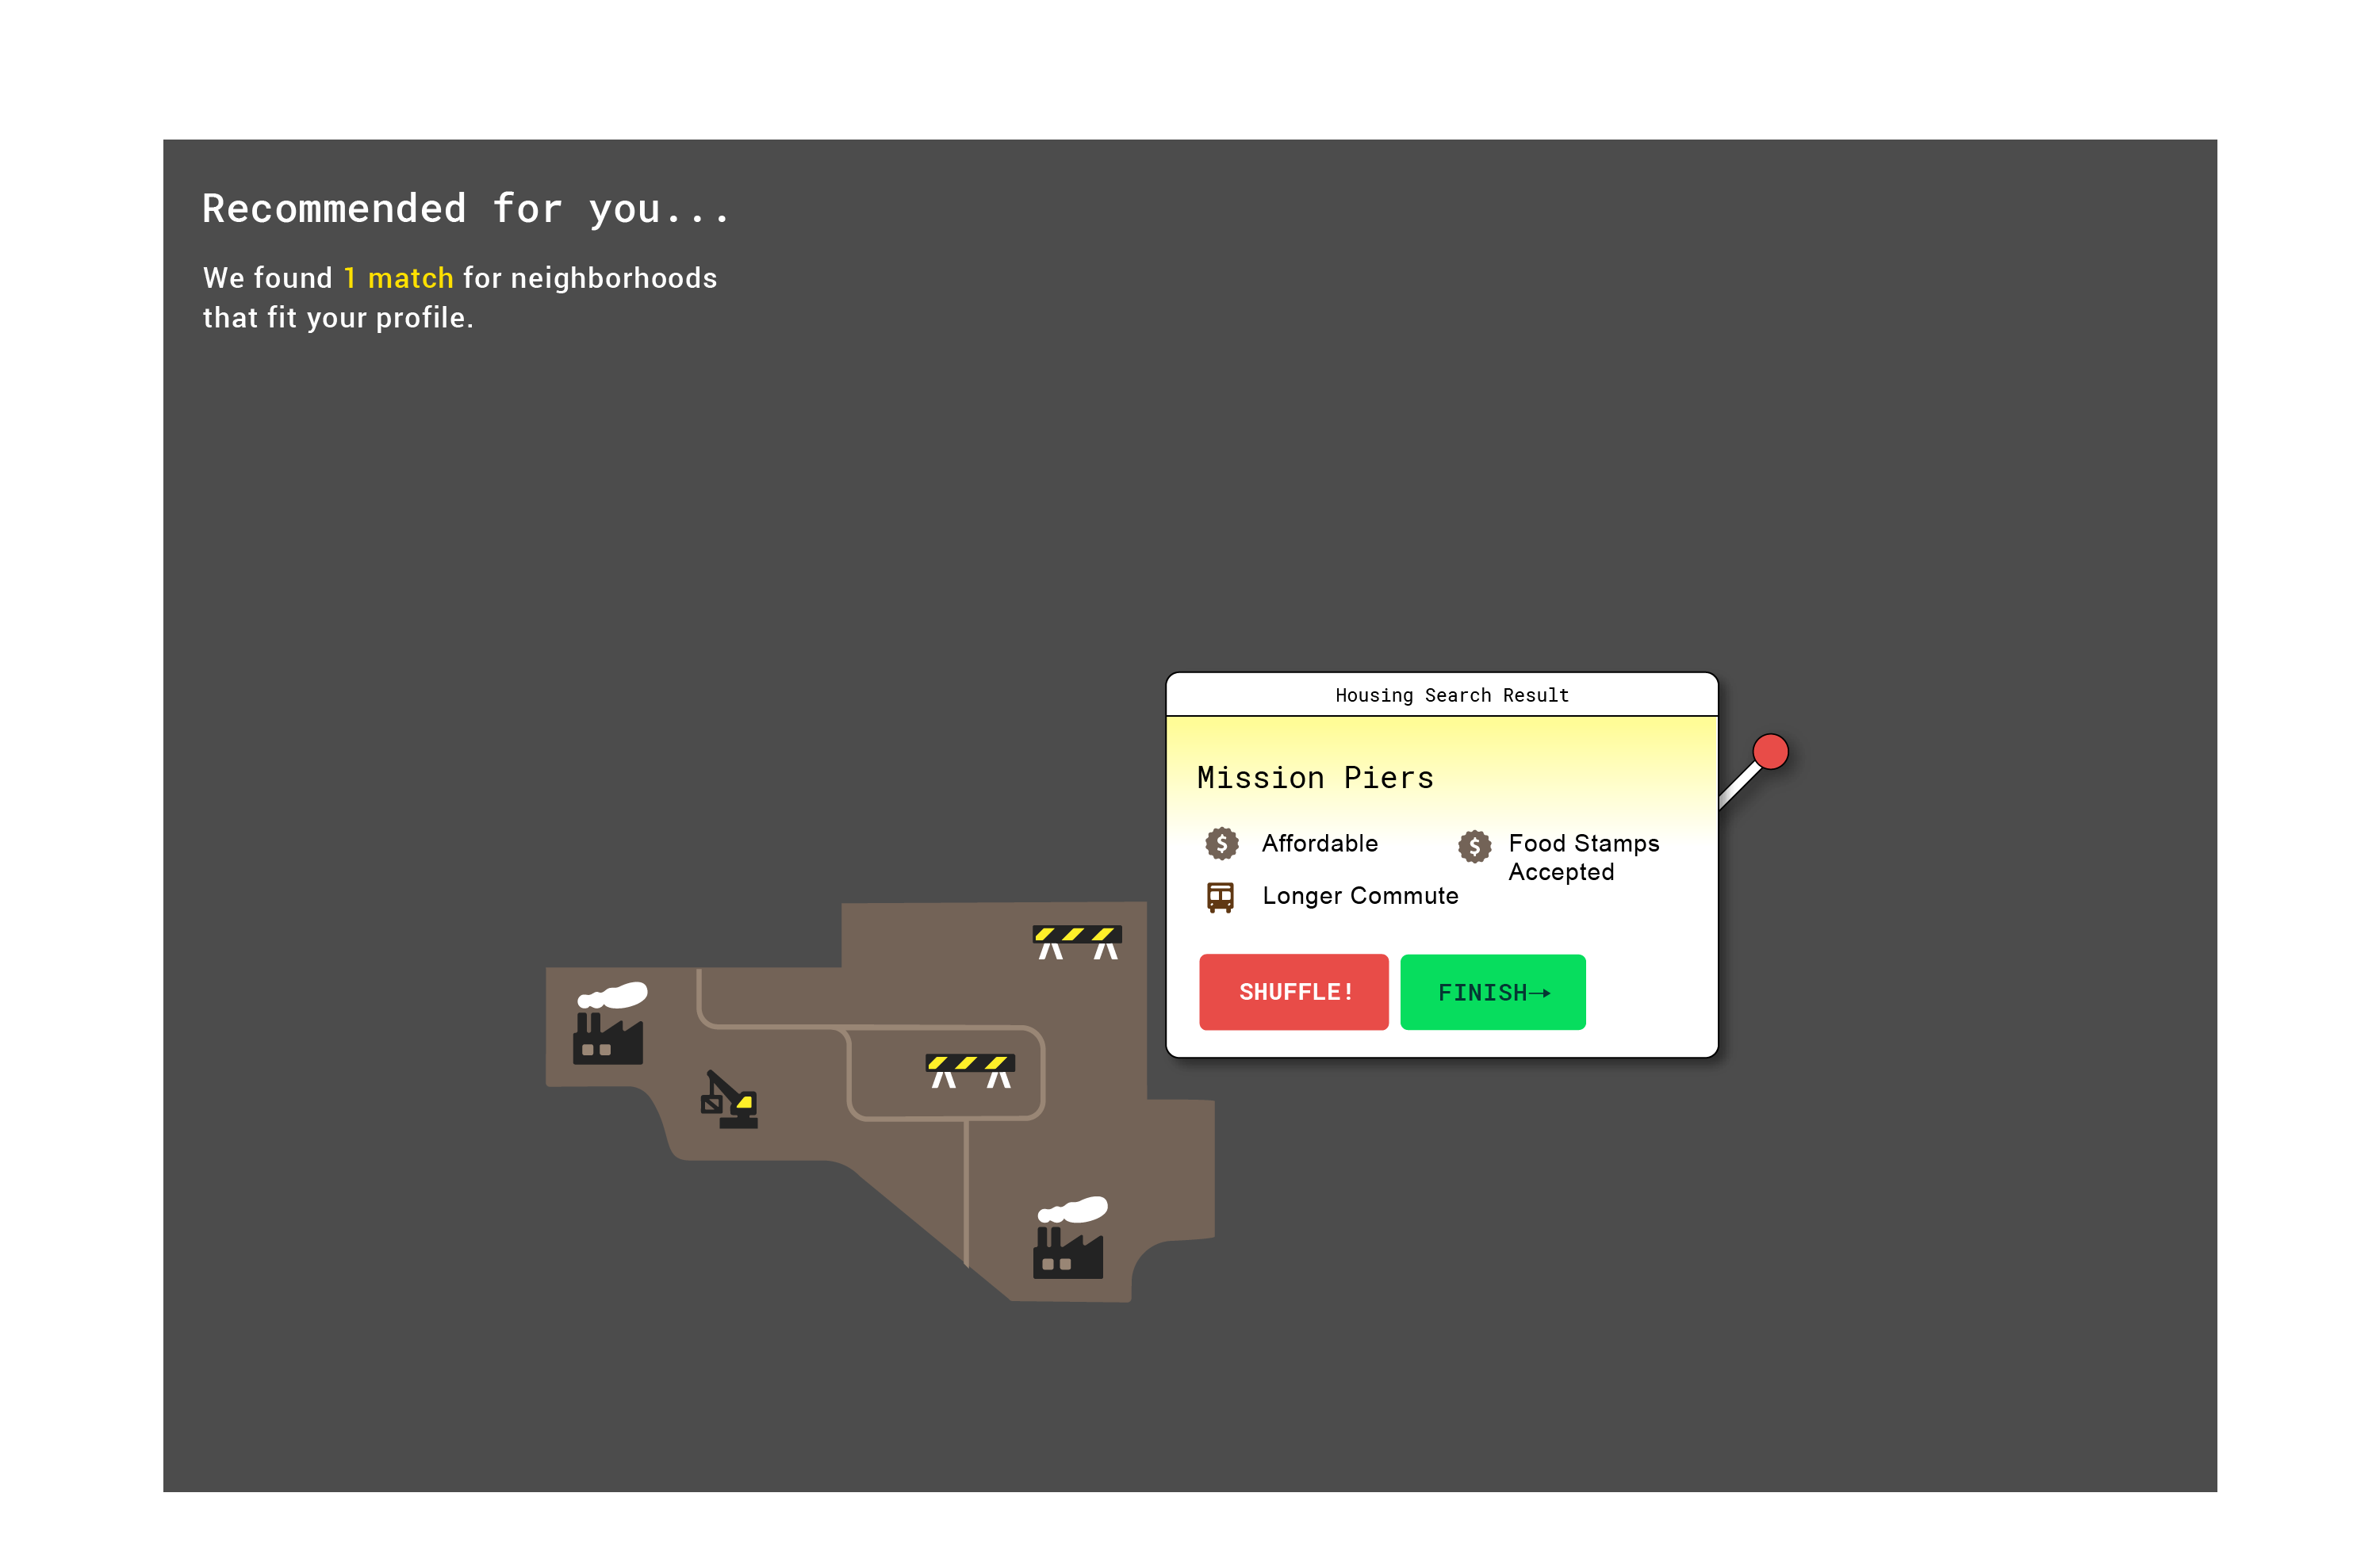 Recommended for you...
We found 1 match for neighborhoods
that fit your profile.
Housing Search Result
Mission Piers
$ Affordable
$ Food Stamps
Accepted
Longer Commute
SHUFFLE!
FINISH→